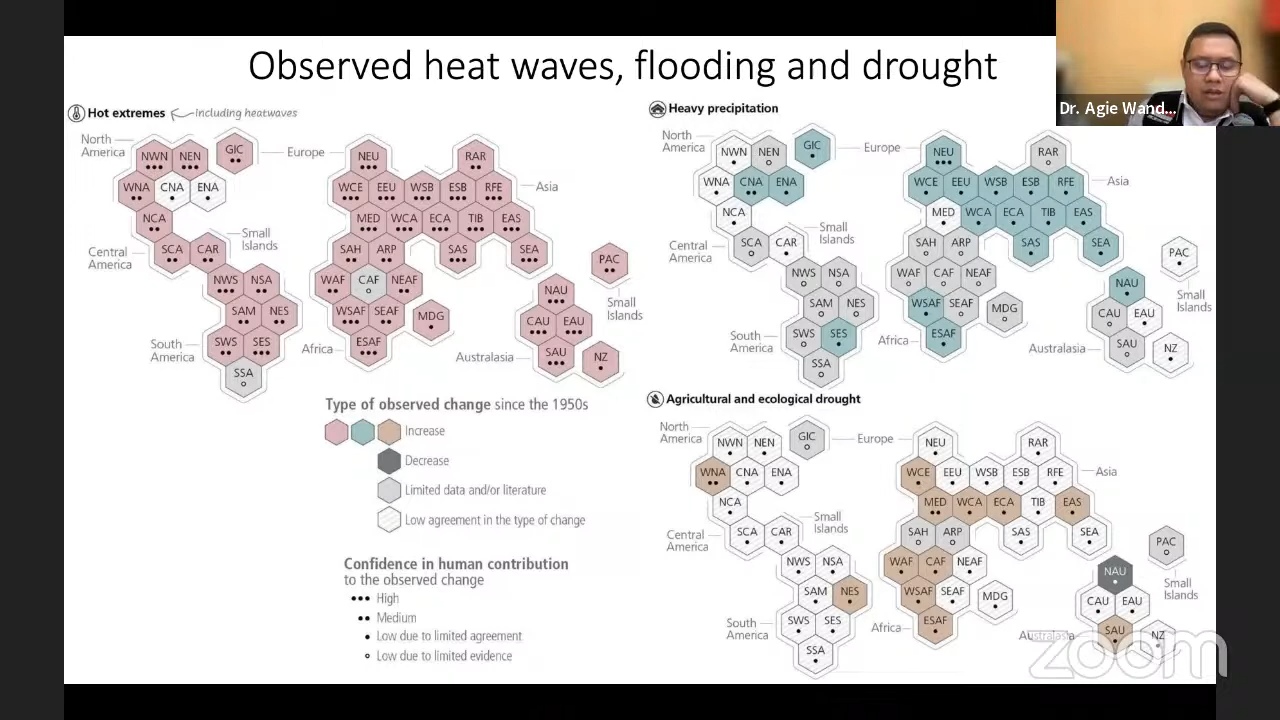 Observed heat waves, flooding and drought
Dr. Agie Wand...
Hot extremes including heatwaves
North America
NWN NEN GIC
WNA CNA ENA
NCA
Central America
SCA CAR
Small Islands
NWS NSA
SAM NES
South America
SWS SES
SSA
Europe
NEU RAR
WCE EEU WSB ESB RFE
Asia
MED WCA ECA TIB EAS
SAH ARP SAS SEA
WAF CAF NEAF
WSAF SEAF MDG
Africa
ESAF
PAC
Small Islands
NAU
CAU EAU
Australasia
SAU NZ
Type of observed change since the 1950s
Increase
Decrease
Limited data and/or literature
Low agreement in the type of change
Confidence in human contribution
to the observed change
••• High
•• Medium
• Low due to limited agreement
o Low due to limited evidence
Heavy precipitation
North America
NWN NEN GIC
WNA CNA ENA
NCA
Central America
SCA CAR
Small Islands
NWS NSA
SAM NES
South America
SWS SES
SSA
Europe
NEU RAR
WCE EEU WSB ESB RFE
Asia
MED WCA ECA TIB EAS
SAH ARP SAS SEA
WAF CAF NEAF
WSAF SEAF MDG
Africa
ESAF
PAC
Small Islands
NAU
CAU EAU
Australasia
SAU NZ
Agricultural and ecological drought
North America
NWN NEN GIC
WNA CNA ENA
NCA
Central America
SCA CAR
Small Islands
NWS NSA
SAM NES
South America
SWS SES
SSA
Europe
NEU RAR
WCE EEU WSB ESB RFE
Asia
MED WCA ECA TIB EAS
SAH ARP SAS SEA
WAF CAF NEAF
WSAF SEAF MDG
Africa
ESAF
PAC
Small Islands
NAU
CAU EAU
Australasia
SAU NZ
zoom